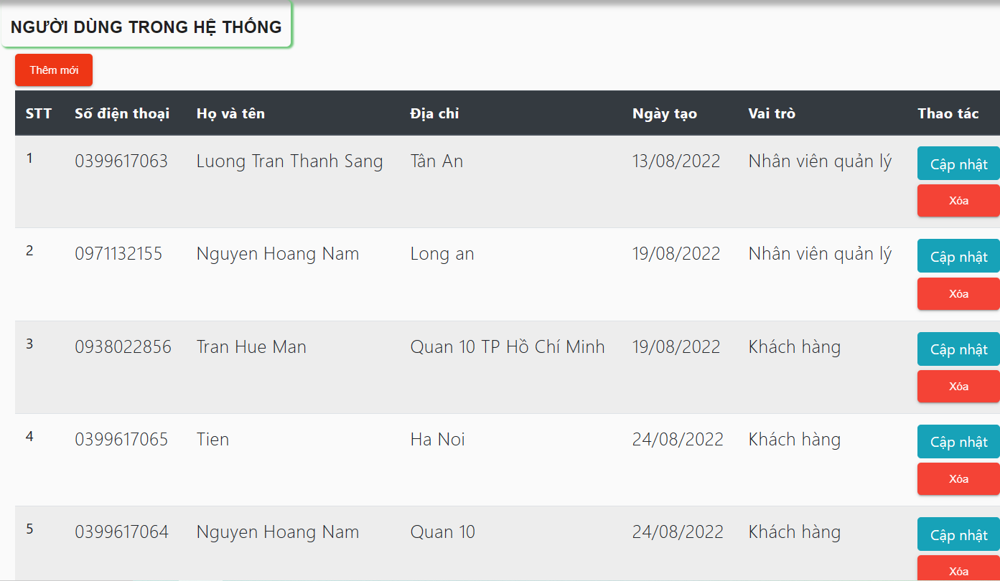 NGƯỜI DÙNG TRONG HỆ THỐNG
Thêm mới
STT Số điện thoại Họ và tên Địa chỉ Ngày tạo Vai trò Thao tác
1 0399617063 Luong Tran Thanh Sang Tân An 13/08/2022 Nhân viên quản lý Cập nhật
Xóa
2 0971132155 Nguyen Hoang Nam Long an 19/08/2022 Nhân viên quản lý Cập nhật
Xóa
3 0938022856 Tran Hue Man Quan 10 TP Hồ Chí Minh 19/08/2022 Khách hàng Cập nhật
Xóa
4 0399617065 Tien Ha Noi 24/08/2022 Khách hàng Cập nhật
Xóa
5 0399617064 Nguyen Hoang Nam Quan 10 24/08/2022 Khách hàng Cập nhật
Xóa